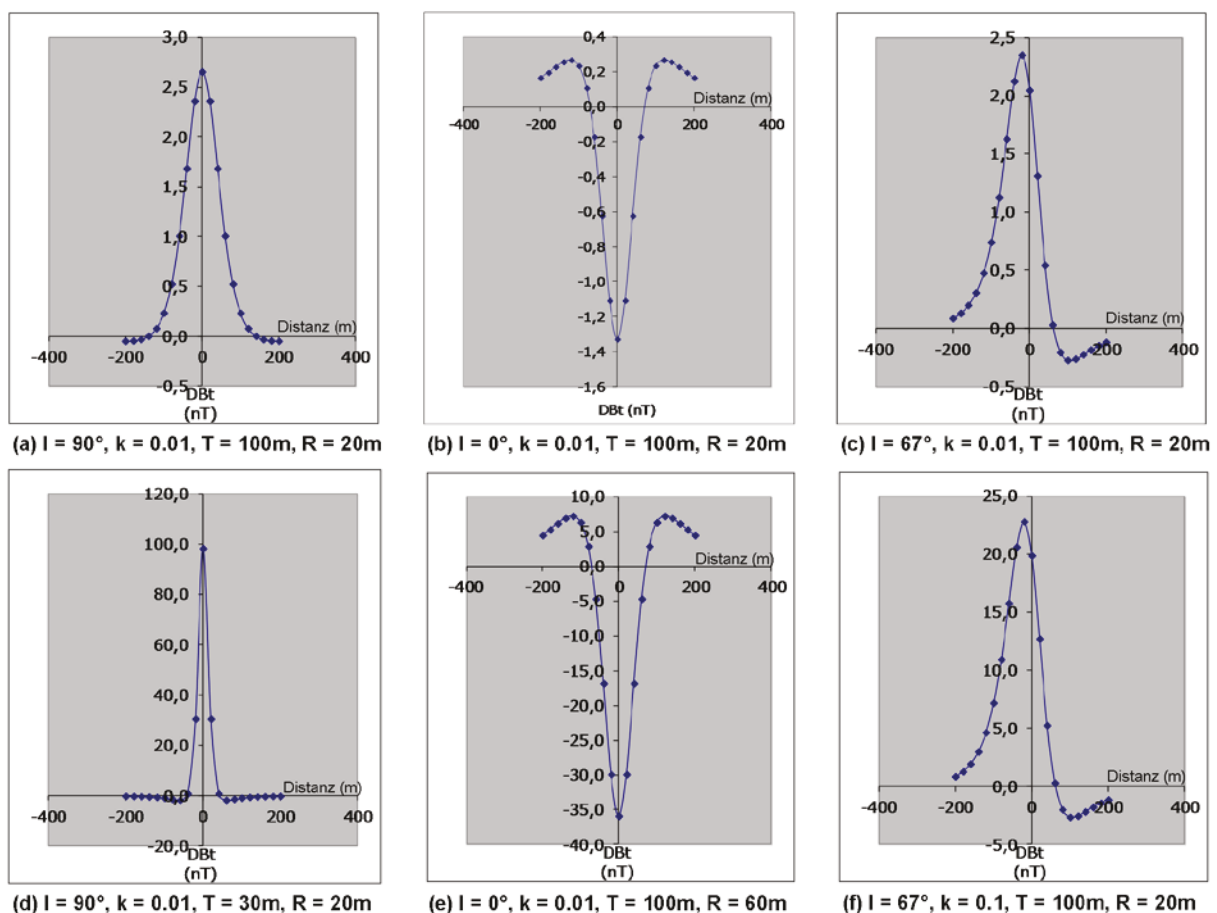 3,0
2,5
2,0
1,5
1,0
0,5
0,0
-0,5
-400 -200 0 200 400
Distanz (m)
DBt
(nT)
(a) I = 90°, k = 0.01, T = 100m, R = 20m
0,4
0,2
0,0
-0,2
-0,4
-0,6
-0,8
-1,0
-1,2
-1,4
-1,6
-400 -200 0 200 400
Distanz (m)
DBt (nT)
(b) I = 0°, k = 0.01, T = 100m, R = 20m
2,5
2,0
1,5
1,0
0,5
0,0
-0,5
-400 -200 0 200 400
Distanz (m)
DBt
(nT)
(c) I = 67°, k = 0.01, T = 100m, R = 20m
120,0
100,0
80,0
60,0
40,0
20,0
0,0
-20,0
-400 -200 0 200 400
Distanz (m)
DBt
(nT)
(d) I = 90°, k = 0.01, T = 30m, R = 20m
10,0
5,0
0,0
-5,0
-10,0
-15,0
-20,0
-25,0
-30,0
-35,0
-40,0
-400 -200 0 200 400
Distanz (m)
DBt
(nT)
(e) I = 0°, k = 0.01, T = 100m, R = 60m
25,0
20,0
15,0
10,0
5,0
0,0
-5,0
-400 -200 0 200 400
Distanz (m)
DBt
(nT)
(f) I = 67°, k = 0.1, T = 100m, R = 20m